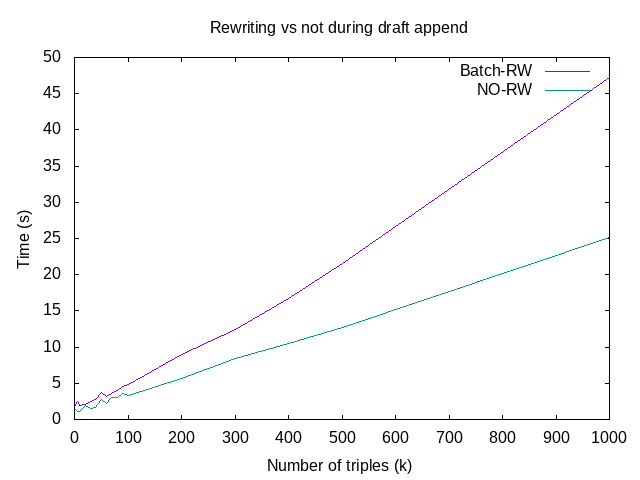 Rewriting vs not during draft append
50
45
40
35
30
25
20
15
10
5
0
Time (s)
Batch-RW
NO-RW
0 100 200 300 400 500 600 700 800 900 1000
Number of triples (k)